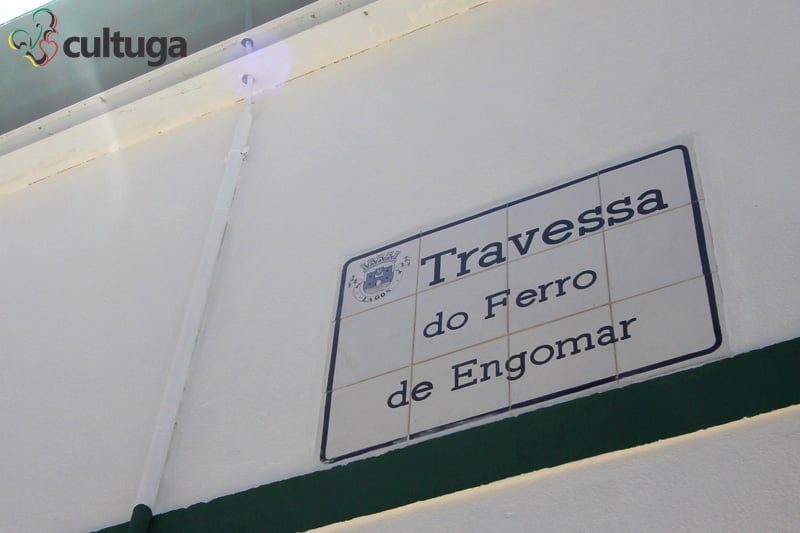 cultuga
Travessa
do Ferro
de Engomar
LAGOS